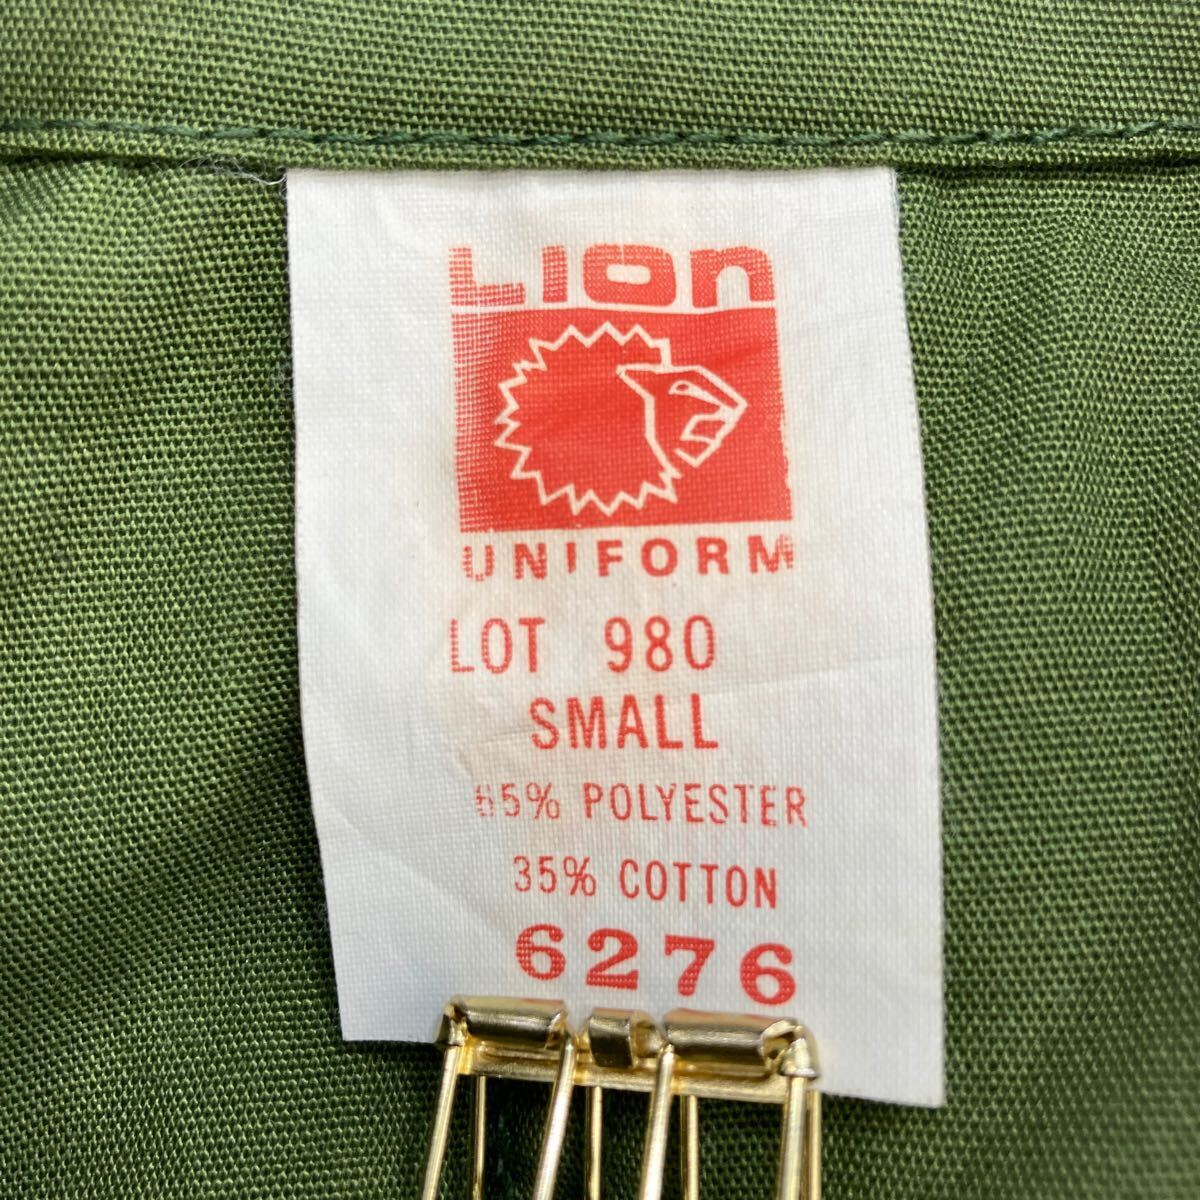 Lion
UNIFORM
LOT 980
SMALL
65% POLYESTER
35% COTTON
6276